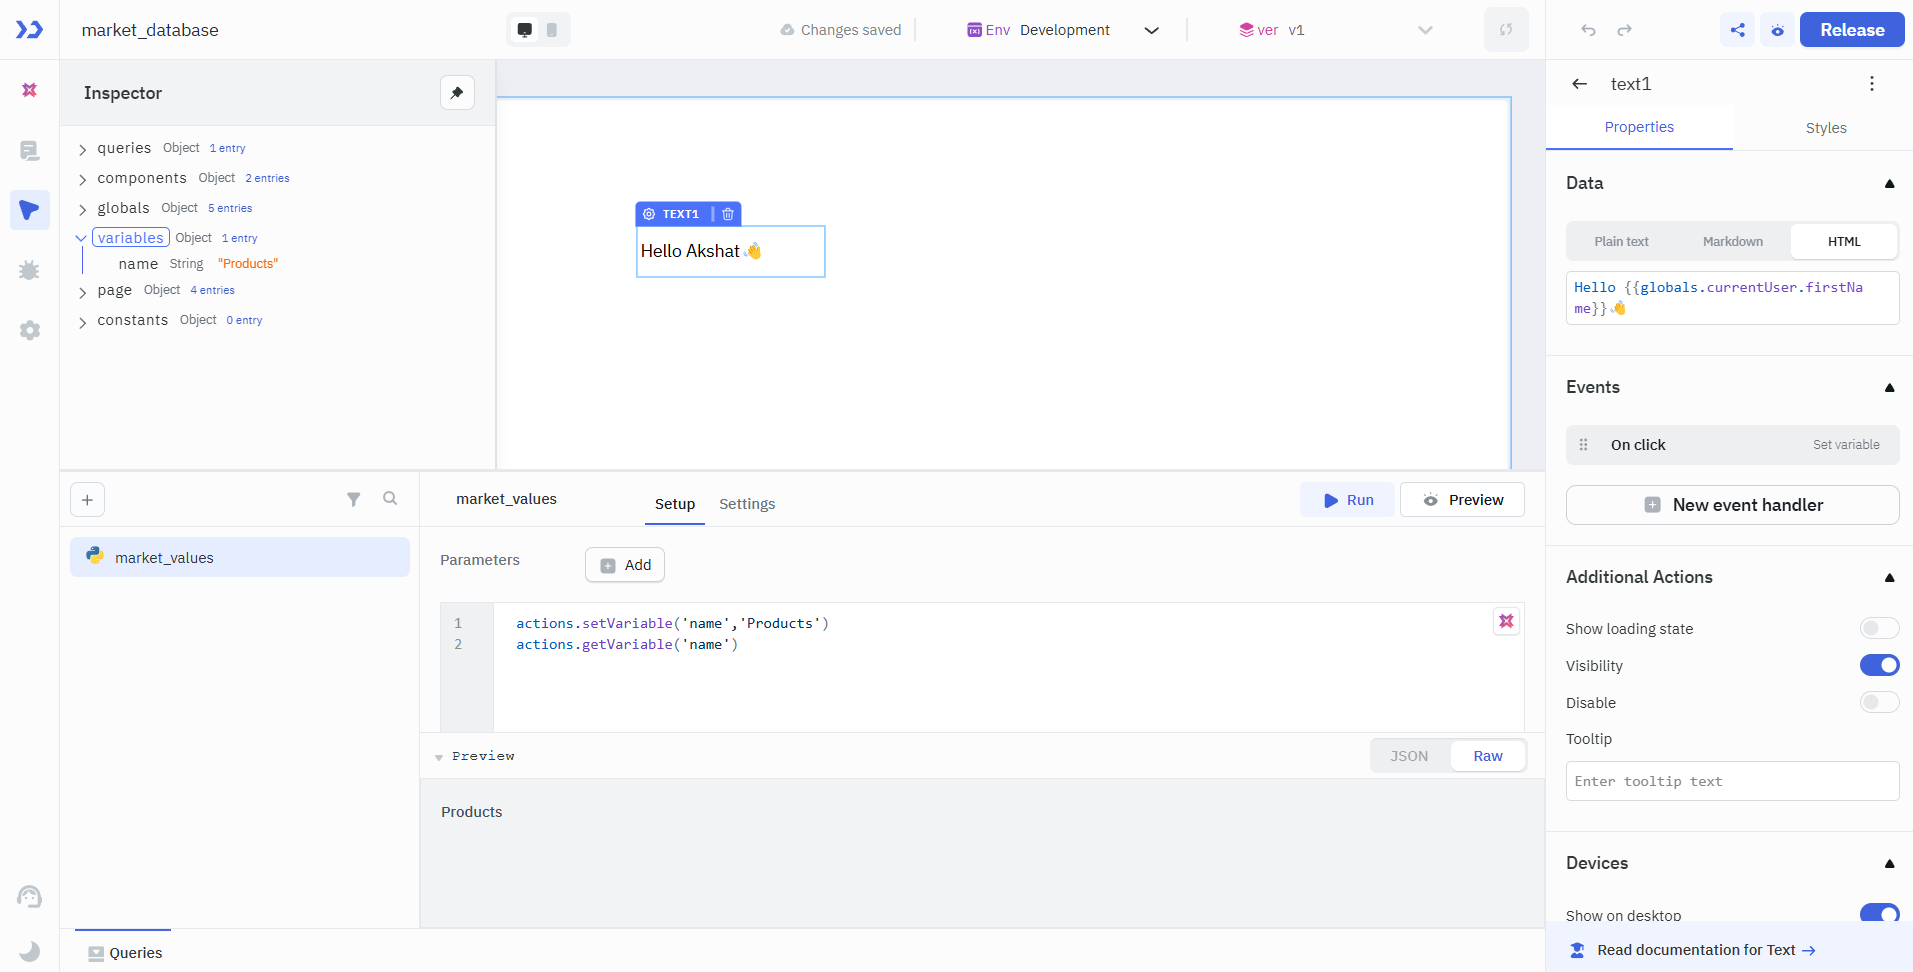 market_database
Changes saved
Env Development
ver v1
Release
Inspector
queries Object 1 entry
components Object 2 entries
globals Object 5 entries
variables Object 1 entry
name String "Products"
page Object 4 entries
constants Object 0 entry
TEXT1
Hello Akshat 👋
text1
Properties
Styles
Data
Plain text
Markdown
HTML
Hello {{globals.currentUser.firstNa
me}}👋
Events
On click
Set variable
New event handler
Additional Actions
Show loading state
Visibility
Disable
Tooltip
Enter tooltip text
Devices
Show on desktop
Read documentation for Text →
market_values
market_values
Setup
Settings
Run
Preview
Parameters
Add
1 actions.setVariable('name','Products')
2 actions.getVariable('name')
Preview
JSON
Raw
Products
Queries